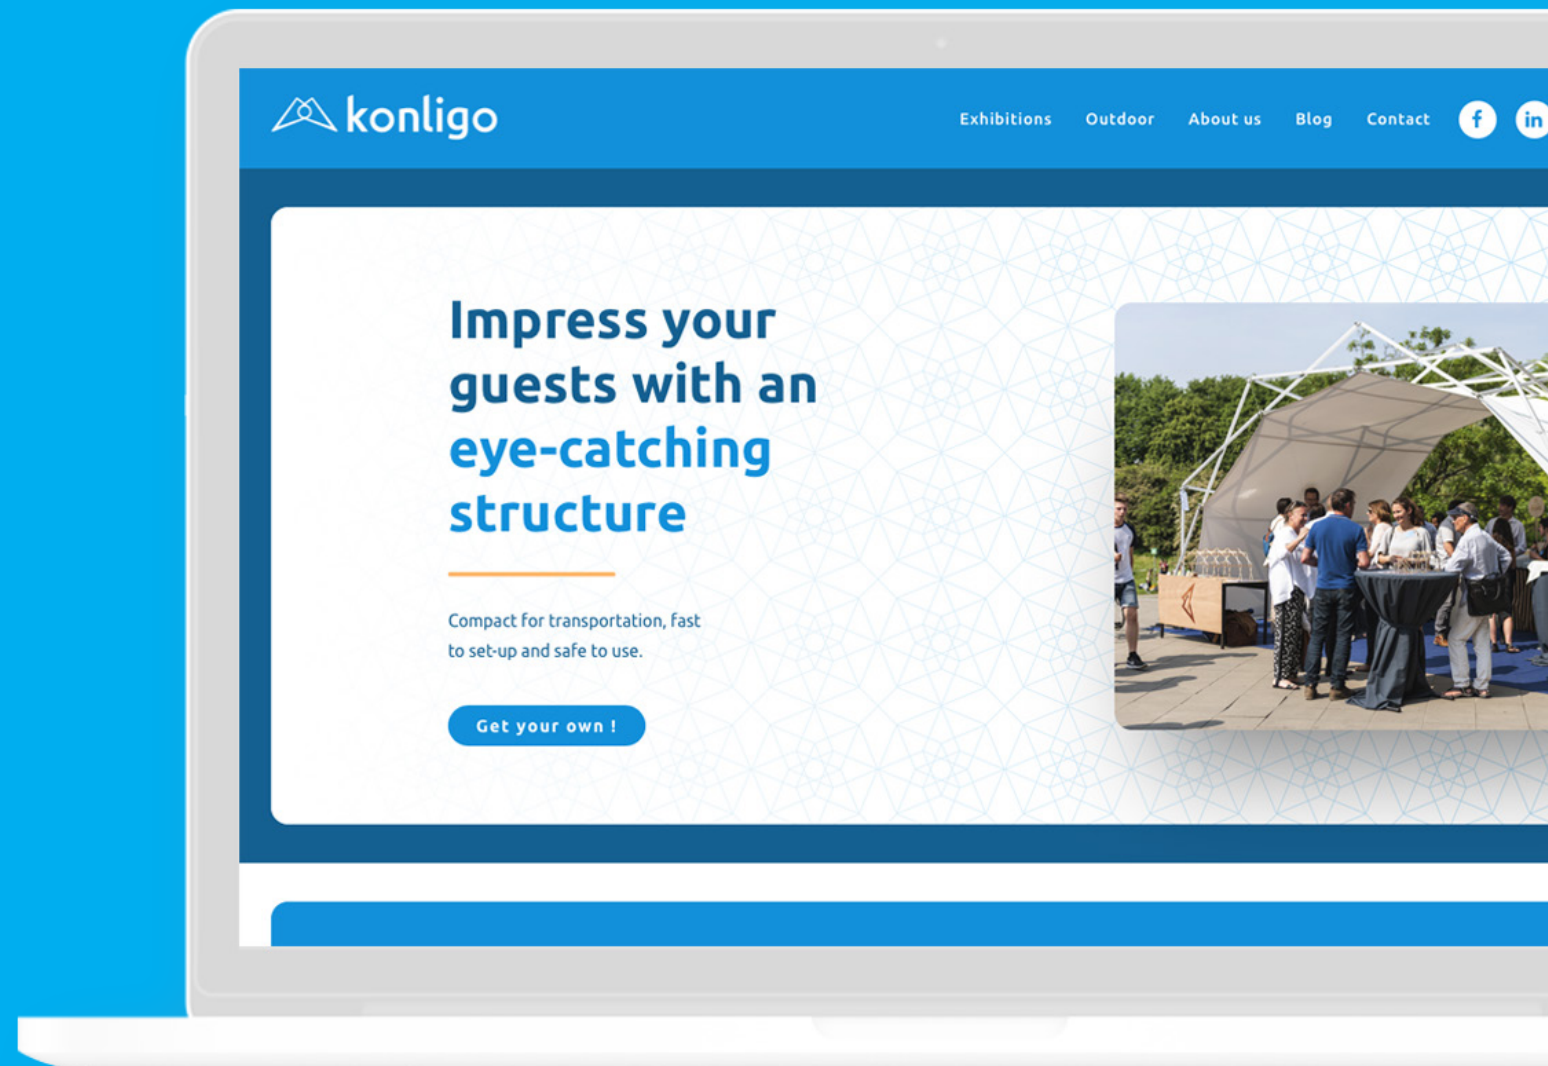 konligo
Exhibitions Outdoor About us Blog Contact f in
Impress your
guests with an
eye-catching
structure
Compact for transportation, fast
to set-up and safe to use.
Get your own !